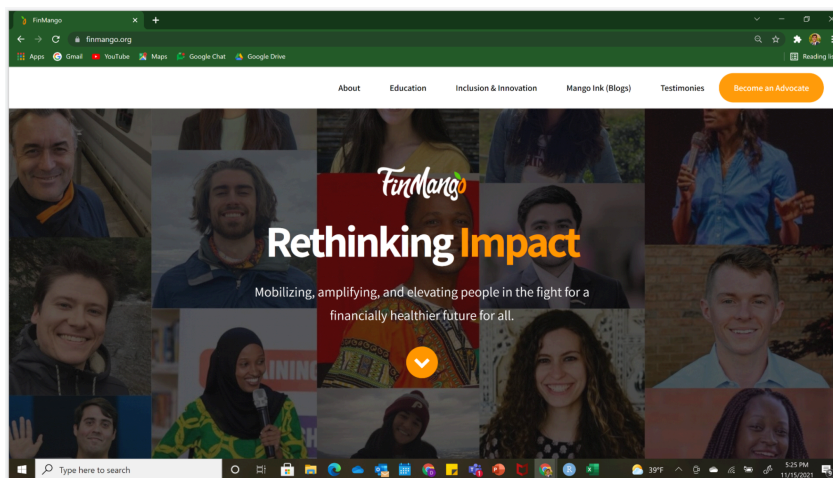 FinMango
finmango.org
Apps Gmail YouTube Maps Google Chat Google Drive
Reading lis
About Education Inclusion & Innovation Mango Ink (Blogs) Testimonies Become an Advocate
FinMango
Rethinking Impact
Mobilizing, amplifying, and elevating people in the fight for a
financially healthier future for all.
Type here to search
39°F
5:25 PM
11/15/2021